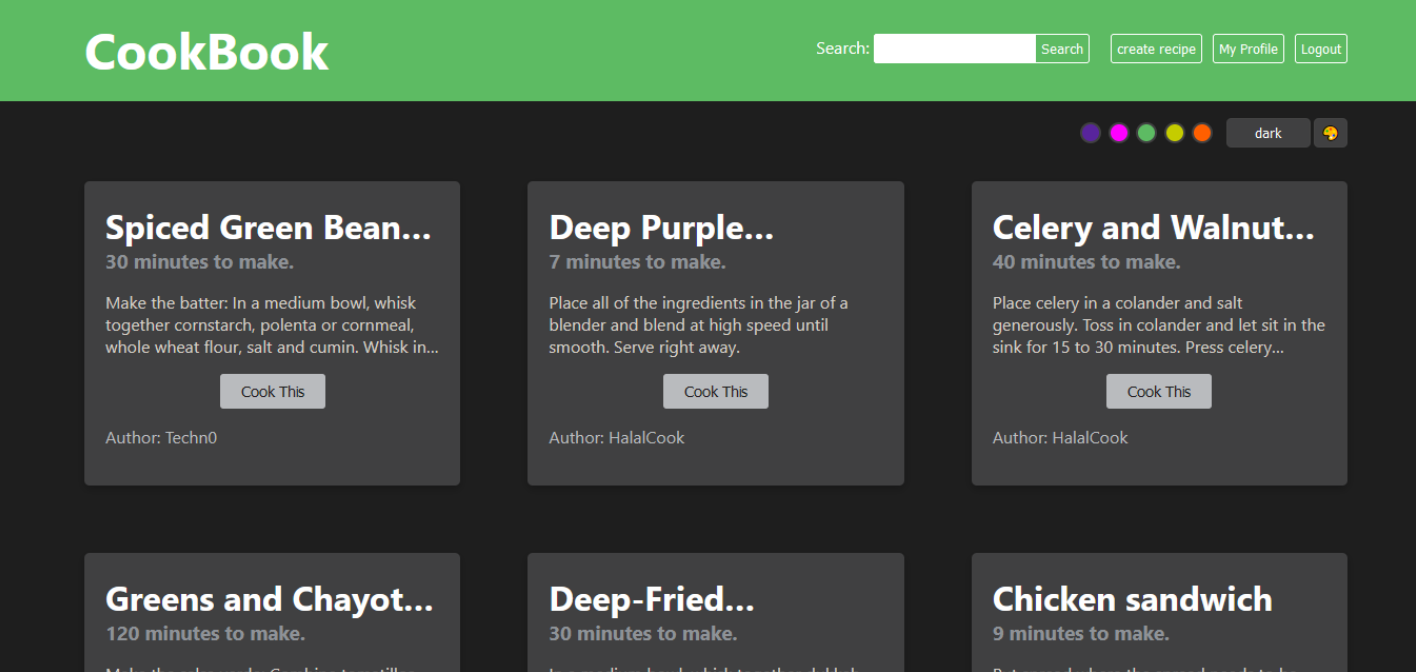 CookBook
Search: Search create recipe My Profile Logout
dark
Spiced Green Bean...
30 minutes to make.
Make the batter: In a medium bowl, whisk
together cornstarch, polenta or cornmeal,
whole wheat flour, salt and cumin. Whisk in...
Cook This
Author: Techn0
Deep Purple...
7 minutes to make.
Place all of the ingredients in the jar of a
blender and blend at high speed until
smooth. Serve right away.
Cook This
Author: HalalCook
Celery and Walnut...
40 minutes to make.
Place celery in a colander and salt
generously. Toss in colander and let sit in the
sink for 15 to 30 minutes. Press celery...
Cook This
Author: HalalCook
Greens and Chayot...
120 minutes to make.
Deep-Fried...
30 minutes to make.
Chicken sandwich
9 minutes to make.